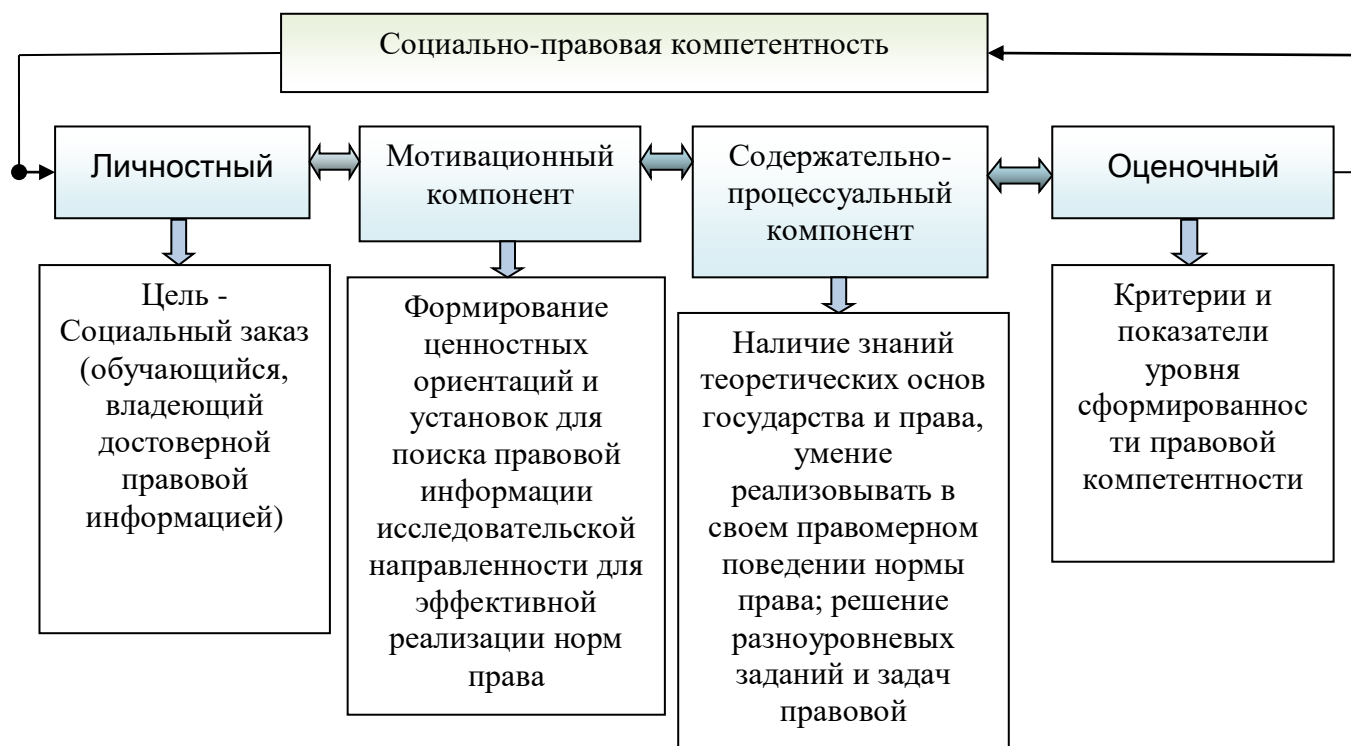 Социально-правовая компетентность
Личностный
Мотивационный
компонент
Содержательно-
процессуальный
компонент
Оценочный
Цель -
Социальный заказ
(обучающийся,
владеющий
достоверной
правовой
информацией)
Формирование
ценностных
ориентаций и
установок для
поиска правовой
информации
исследовательской
направленности для
эффективной
реализации норм
права
Наличие знаний
теоретических основ
государства и права,
умение
реализовывать в
своем правомерном
поведении нормы
права; решение
разноуровневых
заданий и задач
правовой
Критерии и
показатели
уровня
сформированнос
ти правовой
компетентности